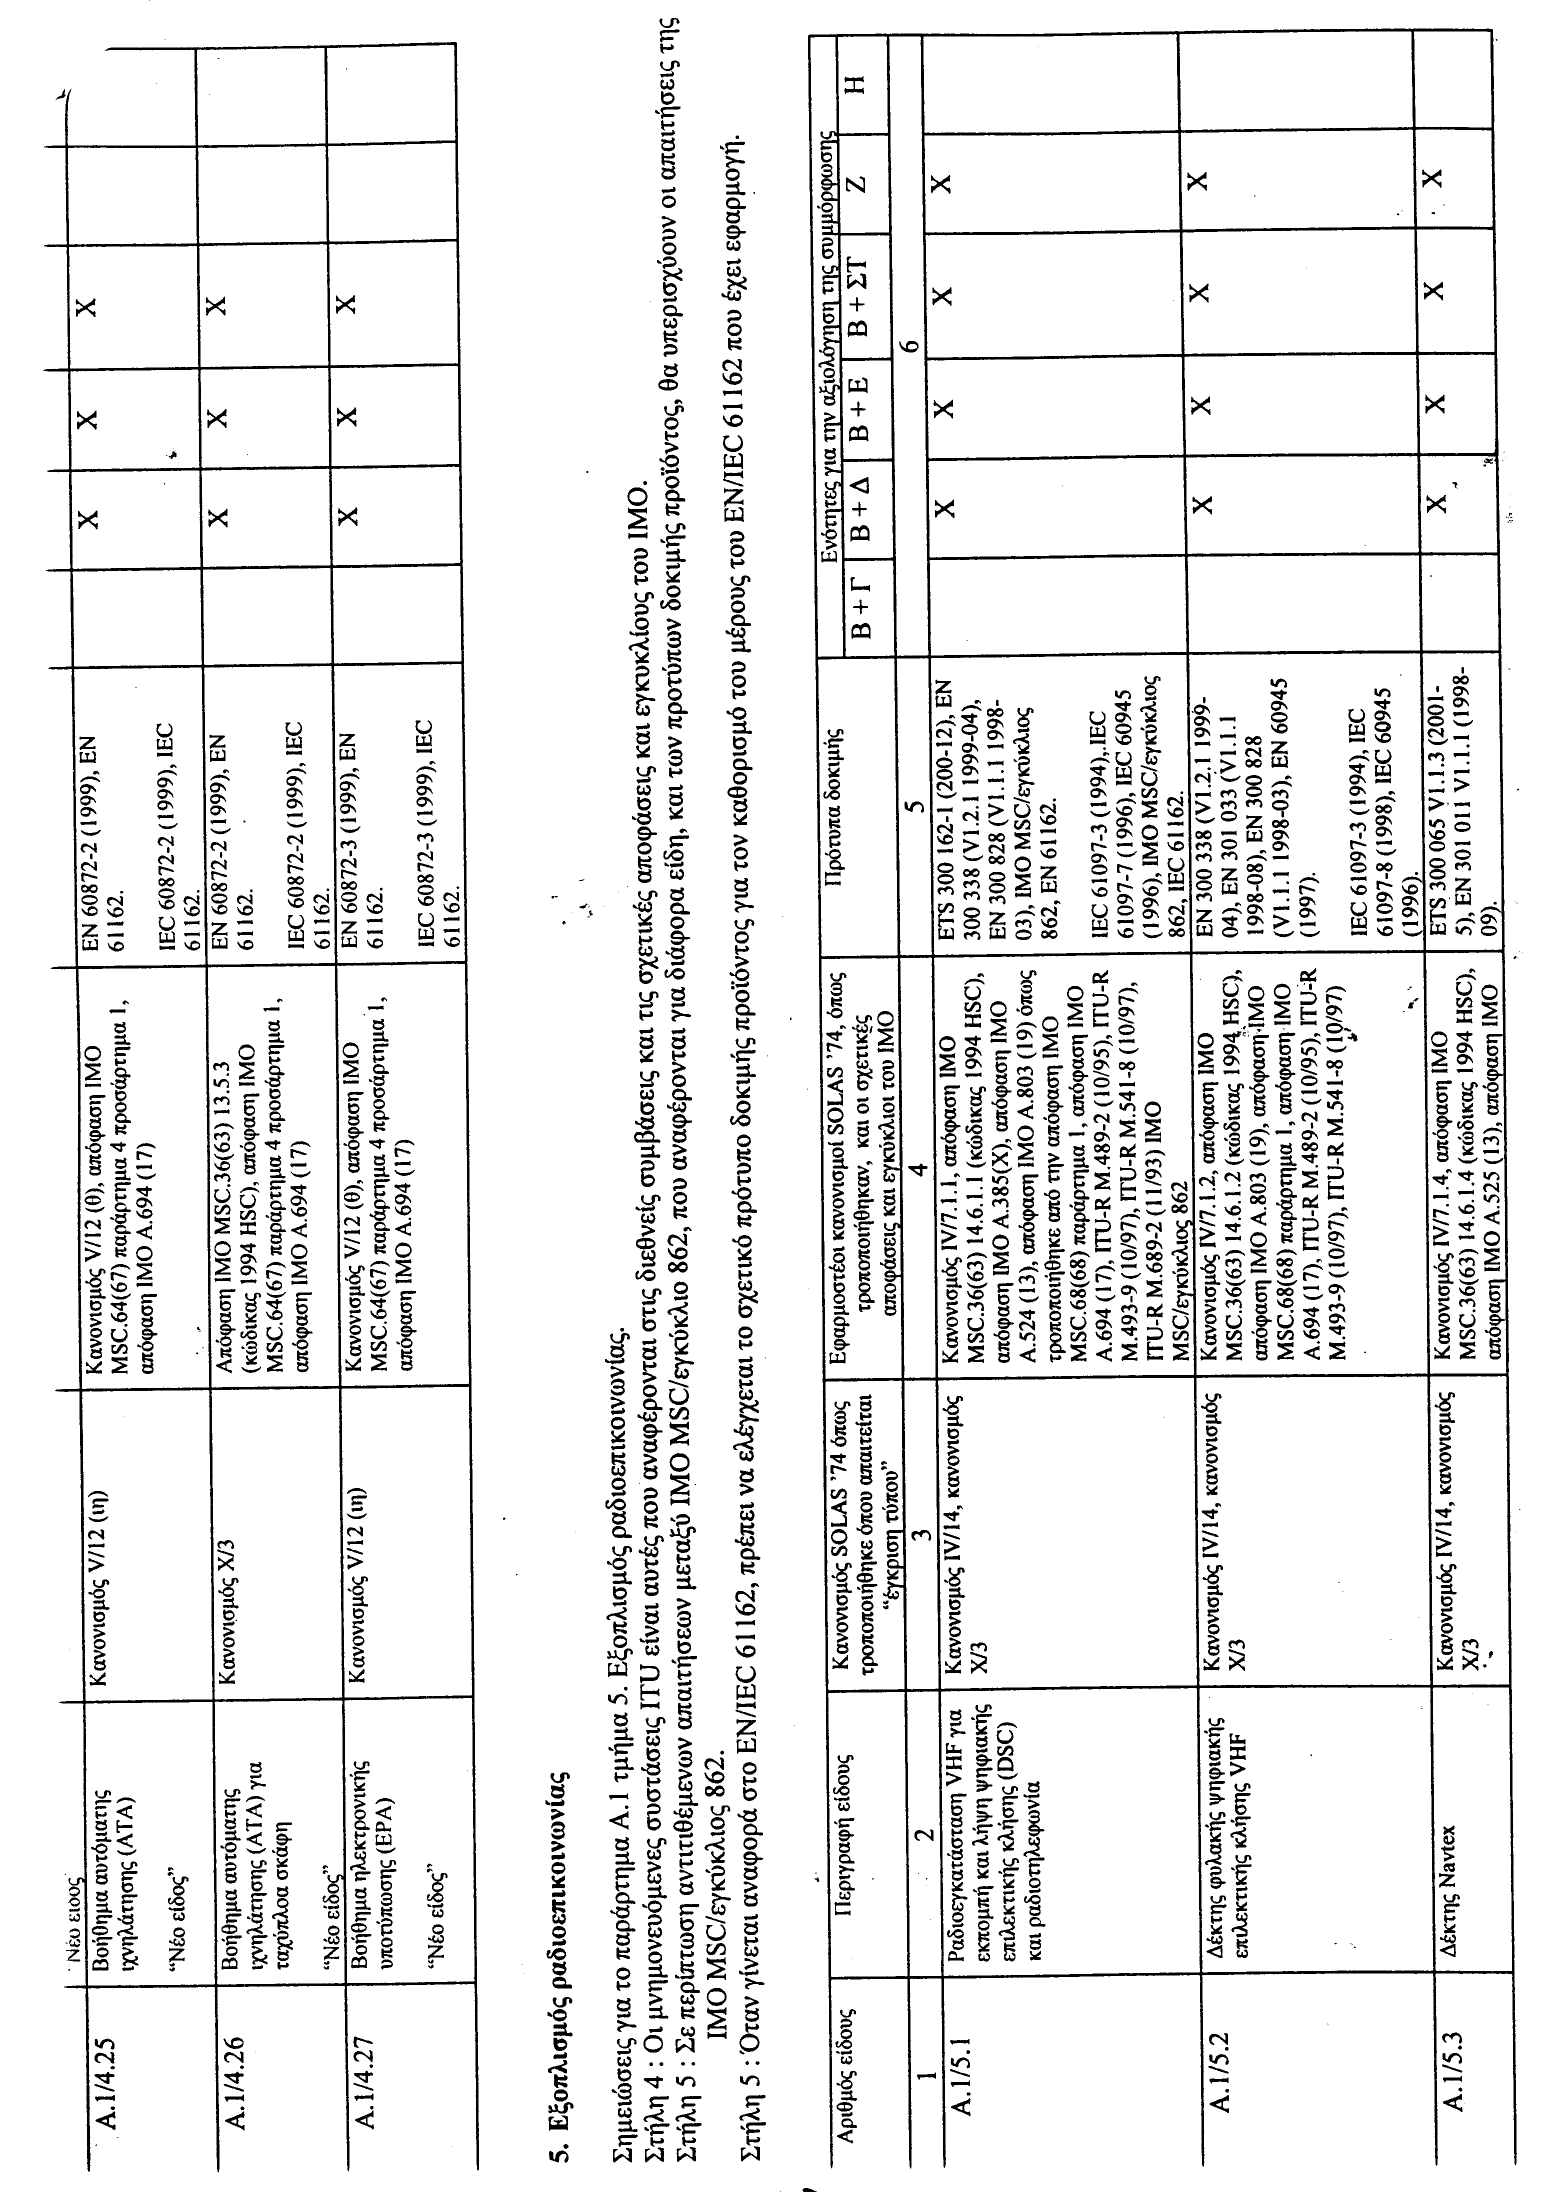 “Νέο είδος”
A.1/4.25
Βοήθημα αυτόματης
ιχνηλάτησης (ATA)
“Νέο είδος”
Κανονισμός V/12 (ιη)
Κανονισμός V/12 (θ), απόφαση IMO
MSC.64(67) παράρτημα 4 προσάρτημα 1,
απόφαση IMO A.694 (17)
EN 60872-2 (1999), EN
61162.
IEC 60872-2 (1999), IEC
61162.
X
X
X
A.1/4.26
Βοήθημα αυτόματης
ιχνηλάτησης (ATA) για
ταχύπλοα σκάφη
“Νέο είδος”
Κανονισμός X/3
Απόφαση IMO MSC.36(63) 13.5.3
(κώδικας 1994 HSC), απόφαση IMO
MSC.64(67) παράρτημα 4 προσάρτημα 1,
απόφαση IMO A.694 (17)
EN 60872-2 (1999), EN
61162.
IEC 60872-2 (1999), IEC
61162.
X
X
X
A.1/4.27
Βοήθημα ηλεκτρονικής
υποτύπωσης (EPA)
“Νέο είδος”
Κανονισμός V/12 (ιη)
Κανονισμός V/12 (θ), απόφαση IMO
MSC.64(67) παράρτημα 4 προσάρτημα 1,
απόφαση IMO A.694 (17)
EN 60872-3 (1999), EN
61162.
IEC 60872-3 (1999), IEC
61162.
X
X
X
5. Εξοπλισμός ραδιοεπικοινωνίας
Σημειώσεις για το παράρτημα A.1 τμήμα 5. Εξοπλισμός ραδιοεπικοινωνίας.
Στήλη 4 : Οι μνημονευόμενες συστάσεις ITU είναι αυτές που αναφέρονται στις διεθνείς συμβάσεις και τις σχετικές αποφάσεις και εγκυκλίους του IMO.
Στήλη 5 : Σε περίπτωση αντιτιθέμενων απαιτήσεων μεταξύ IMO MSC/εγκύκλιο 862, που αναφέρονται για διάφορα είδη, και των προτύπων δοκιμής προϊόντος, θα υπερισχύουν οι απαιτήσεις της
IMO MSC/εγκύκλιος 862.
Στήλη 5 : Όταν γίνεται αναφορά στο EN/IEC 61162, πρέπει να ελέγχεται το σχετικό πρότυπο δοκιμής προϊόντος για τον καθορισμό του μέρους του EN/IEC 61162 που έχει εφαρμογή.
Αριθμός είδους
Περιγραφή είδους
Κανονισμός SOLAS ’74 όπως
τροποποιήθηκε όπου απαιτείται
“έγκριση τύπου”
Εφαρμοστέοι κανονισμοί SOLAS ’74, όπως
τροποποιήθηκαν, και οι σχετικές
αποφάσεις και εγκύκλιοι του IMO
Πρότυπα δοκιμής
Ενότητες για την αξιολόγηση της συμμόρφωσης
B + Γ
B + Δ
B + E
B + ΣΤ
Z
H
1
2
3
4
5
6
A.1/5.1
Ραδιοεγκατάσταση VHF για
εκπομπή και λήψη ψηφιακής
επιλεκτικής κλήσης (DSC)
και ραδιοτηλεφωνία
Κανονισμός IV/14, κανονισμός
X/3
Κανονισμός IV/7.1.1, απόφαση IMO
MSC.36(63) 14.6.1.1 (κώδικας 1994 HSC),
απόφαση IMO A.385(X), απόφαση IMO
A.524 (13), απόφαση IMO A.803 (19) όπως
τροποποιήθηκε από την απόφαση IMO
MSC.68(68) παράρτημα 1, απόφαση IMO
A.694 (17), ITU-R M.489-2 (10/95), ITU-R
M.493-9 (10/97), ITU-R M.541-8 (10/97),
ITU-R M.689-2 (11/93) IMO
MSC/εγκύκλιος 862
ETS 300 162-1 (200-12), EN
300 338 (V1.2.1 1999-04),
EN 300 828 (V1.1.1 1998-
03), IMO MSC/εγκύκλιος
862, EN 61162.
IEC 61097-3 (1994), IEC
61097-7 (1996), IEC 60945
(1996), IMO MSC/εγκύκλιος
862, IEC 61162.
X
X
X
X
A.1/5.2
Δέκτης φυλακής ψηφιακή
επιλεκτικής κλήσης VHF
Κανονισμός IV/14, κανονισμός
X/3
Κανονισμός IV/7.1.2, απόφαση IMO
MSC.36(63) 14.6.1.2 (κώδικας 1994 HSC),
απόφαση IMO A.803 (19), απόφαση IMO
MSC.68(68) παράρτημα 1, απόφαση IMO
A.694 (17), ITU-R M.489-2 (10/95), ITU-R
M.493-9 (10/97), ITU-R M.541-8 (10/97)
EN 300 338 (V1.2.1 1999-
04), EN 301 033 (V1.1.1
1998-08), EN 300 828
(V1.1.1 1998-03), EN 60945
(1997).
IEC 61097-3 (1994), IEC
61097-8 (1998), IEC 60945
(1996).
X
X
X
X
A.1/5.3
Δέκτης Navtex
Κανονισμός IV/14, κανονισμός
X/3
Κανονισμός IV/7.1.4, απόφαση IMO
MSC.36(63) 14.6.1.4 (κώδικας 1994 HSC),
απόφαση IMO A.525 (13), απόφαση IMO
ETS 300 065 V1.1.3 (2001-
5), EN 301 011 V1.1.1 (1998-
09).
X
X
X
X